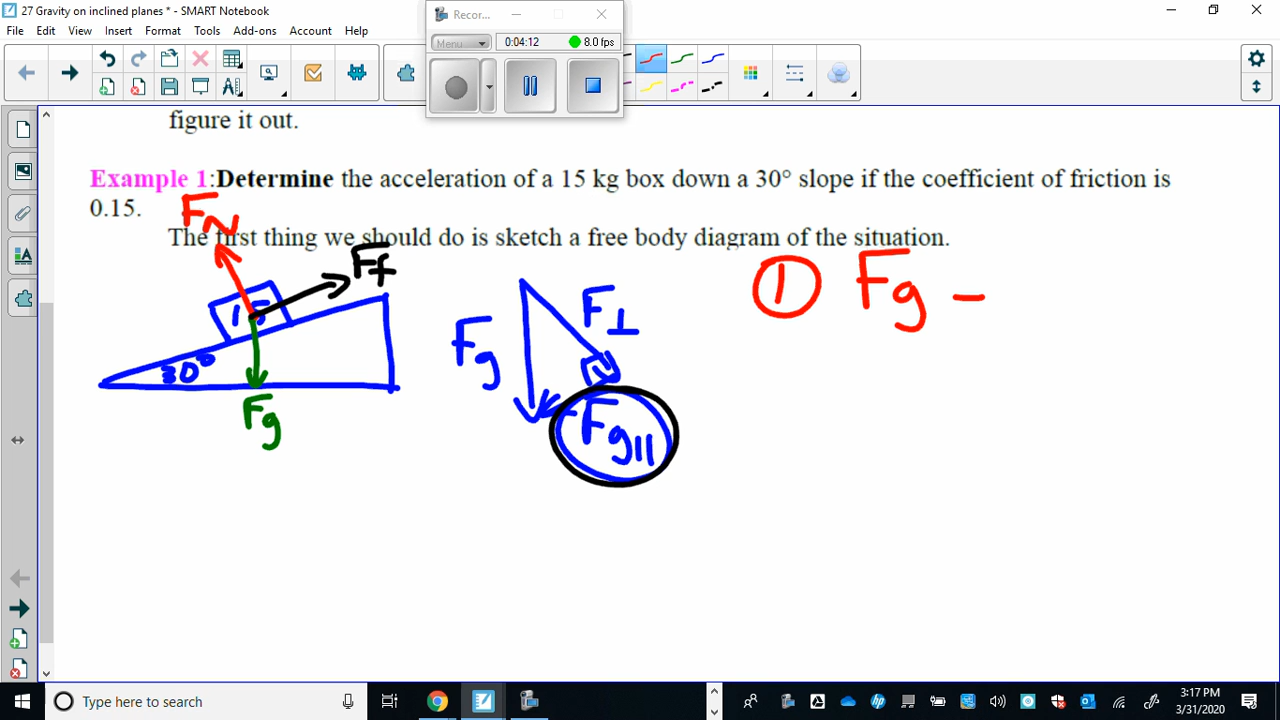 27 Gravity on inclined planes * - SMART Notebook
Recor...
File Edit View Insert Format Tools Add-ons Account Help
Menu
0:04:12
8.0 fps
figure it out.
Example 1:Determine the acceleration of a 15 kg box down a 30° slope if the coefficient of friction is
0.15.
The first thing we should do is sketch a free body diagram of the situation.
FN
Ff
15
30°
Fg
Fg
F⊥
Fg||
① Fg -
Type here to search
3:17 PM
3/31/2020